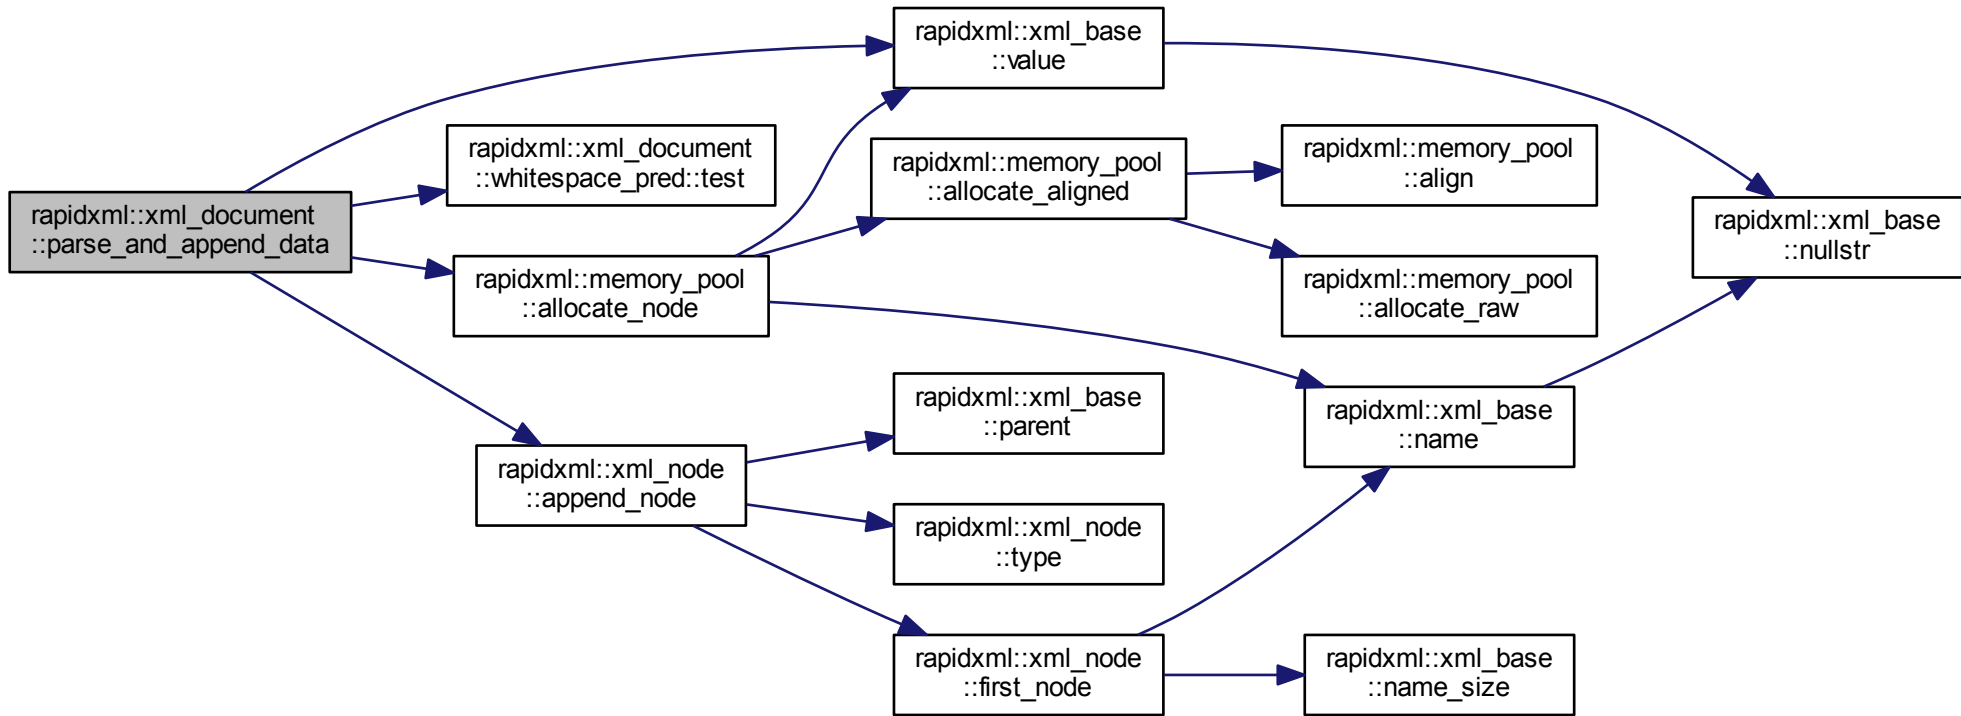 rapidxml::xml_document
::parse_and_append_data
rapidxml::xml_base
::value
rapidxml::xml_document
::whitespace_pred::test
rapidxml::memory_pool
::allocate_node
rapidxml::memory_pool
::allocate_aligned
rapidxml::memory_pool
::align
rapidxml::memory_pool
::allocate_raw
rapidxml::xml_base
::nullstr
rapidxml::xml_base
::name
rapidxml::xml_node
::append_node
rapidxml::xml_base
::parent
rapidxml::xml_node
::type
rapidxml::xml_node
::first_node
rapidxml::xml_base
::name_size